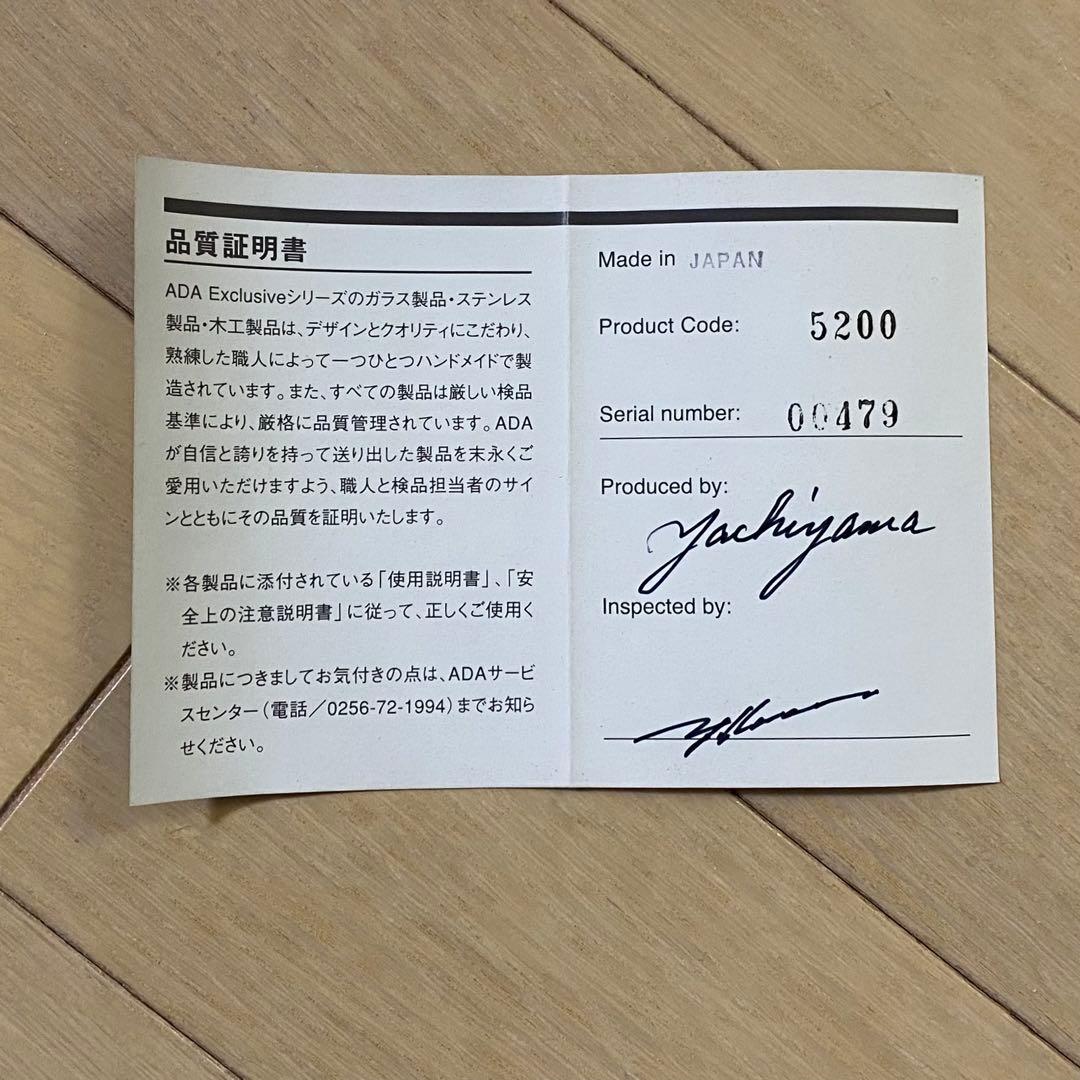 品質証明書
ADA Exclusiveシリーズのガラス製品・ステンレス
製品・木工製品は、デザインとクオリティにこだわり、
熟練した職人によって一つひとつハンドメイドで製
造されています。また、すべての製品は厳しい検品
基準により、厳格に品質管理されています。ADA
が自信と誇りを持って送り出した製品を末永くご
愛用いただけますよう、職人と検品担当者のサイ
ンとともにその品質を証明いたします。
※各製品に添付されている「使用説明書」、「安
全上の注意説明書」に従って、正しくご使用く
ださい。
※製品につきましてお気付きの点は、ADAサービ
スセンター（電話／0256-72-1994）までお知ら
せください。
Made in JAPAN
Product Code: 5200
Serial number: 00479
Produced by:
Yachiyama
Inspected by: